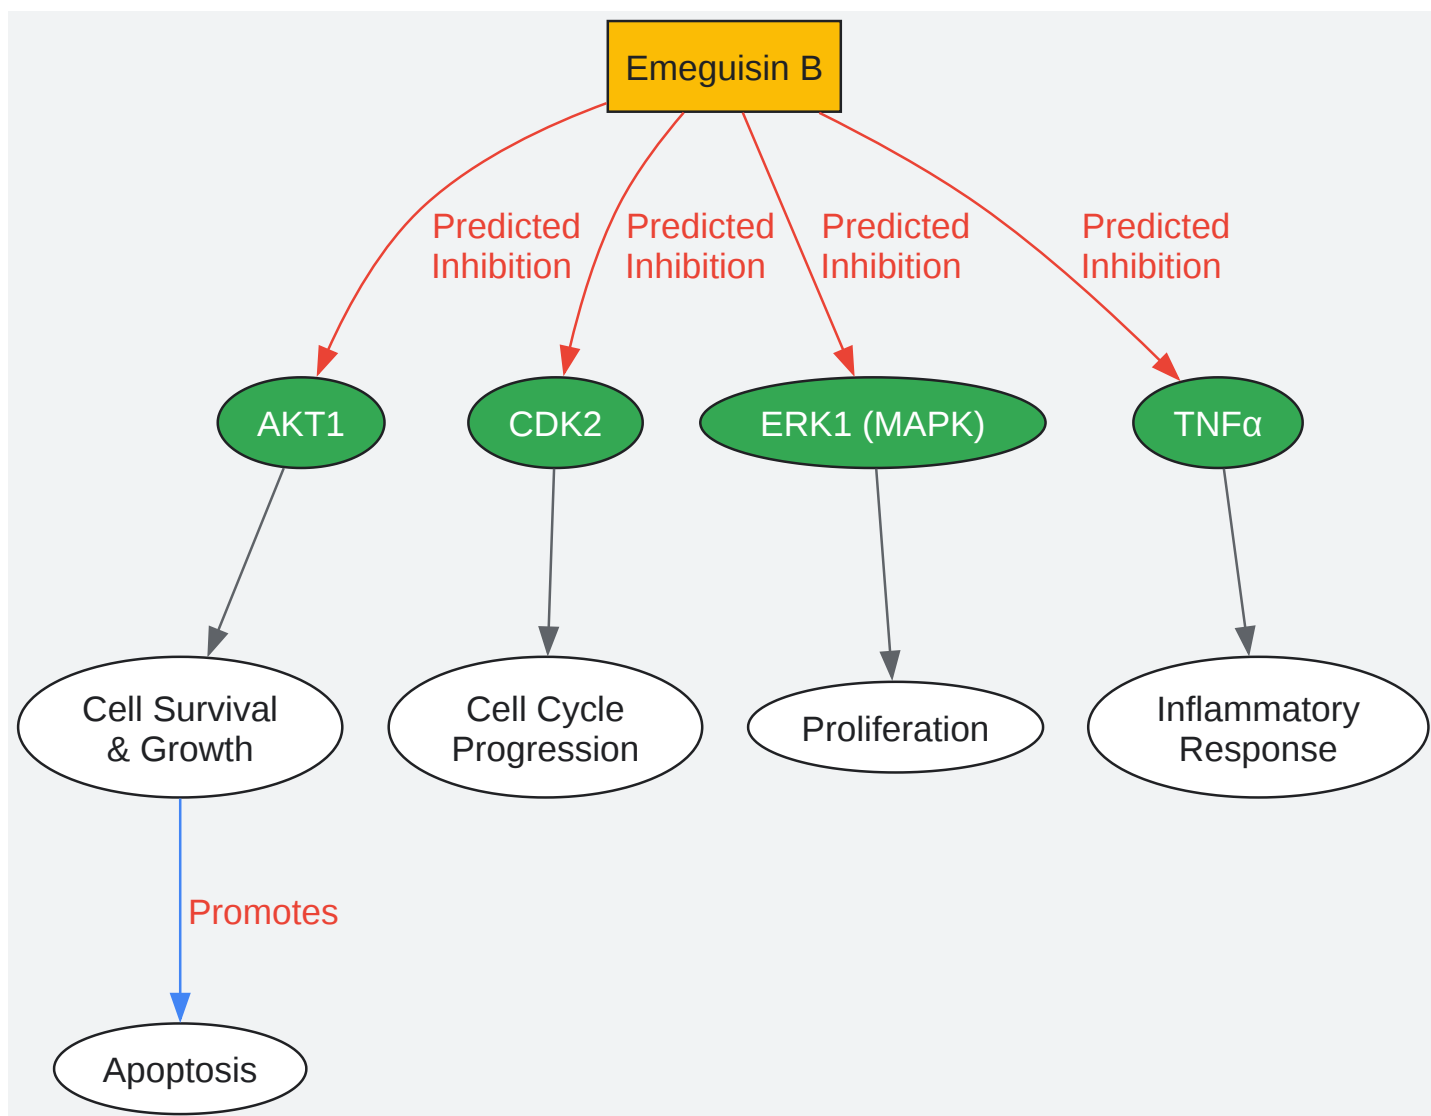 Emeguisin B
Predicted
Inhibition
Predicted
Inhibition
Predicted
Inhibition
Predicted
Inhibition
AKT1
CDK2
ERK1 (MAPK)
TNFα
Cell Survival
& Growth
Cell Cycle
Progression
Proliferation
Inflammatory
Response
Promotes
Apoptosis